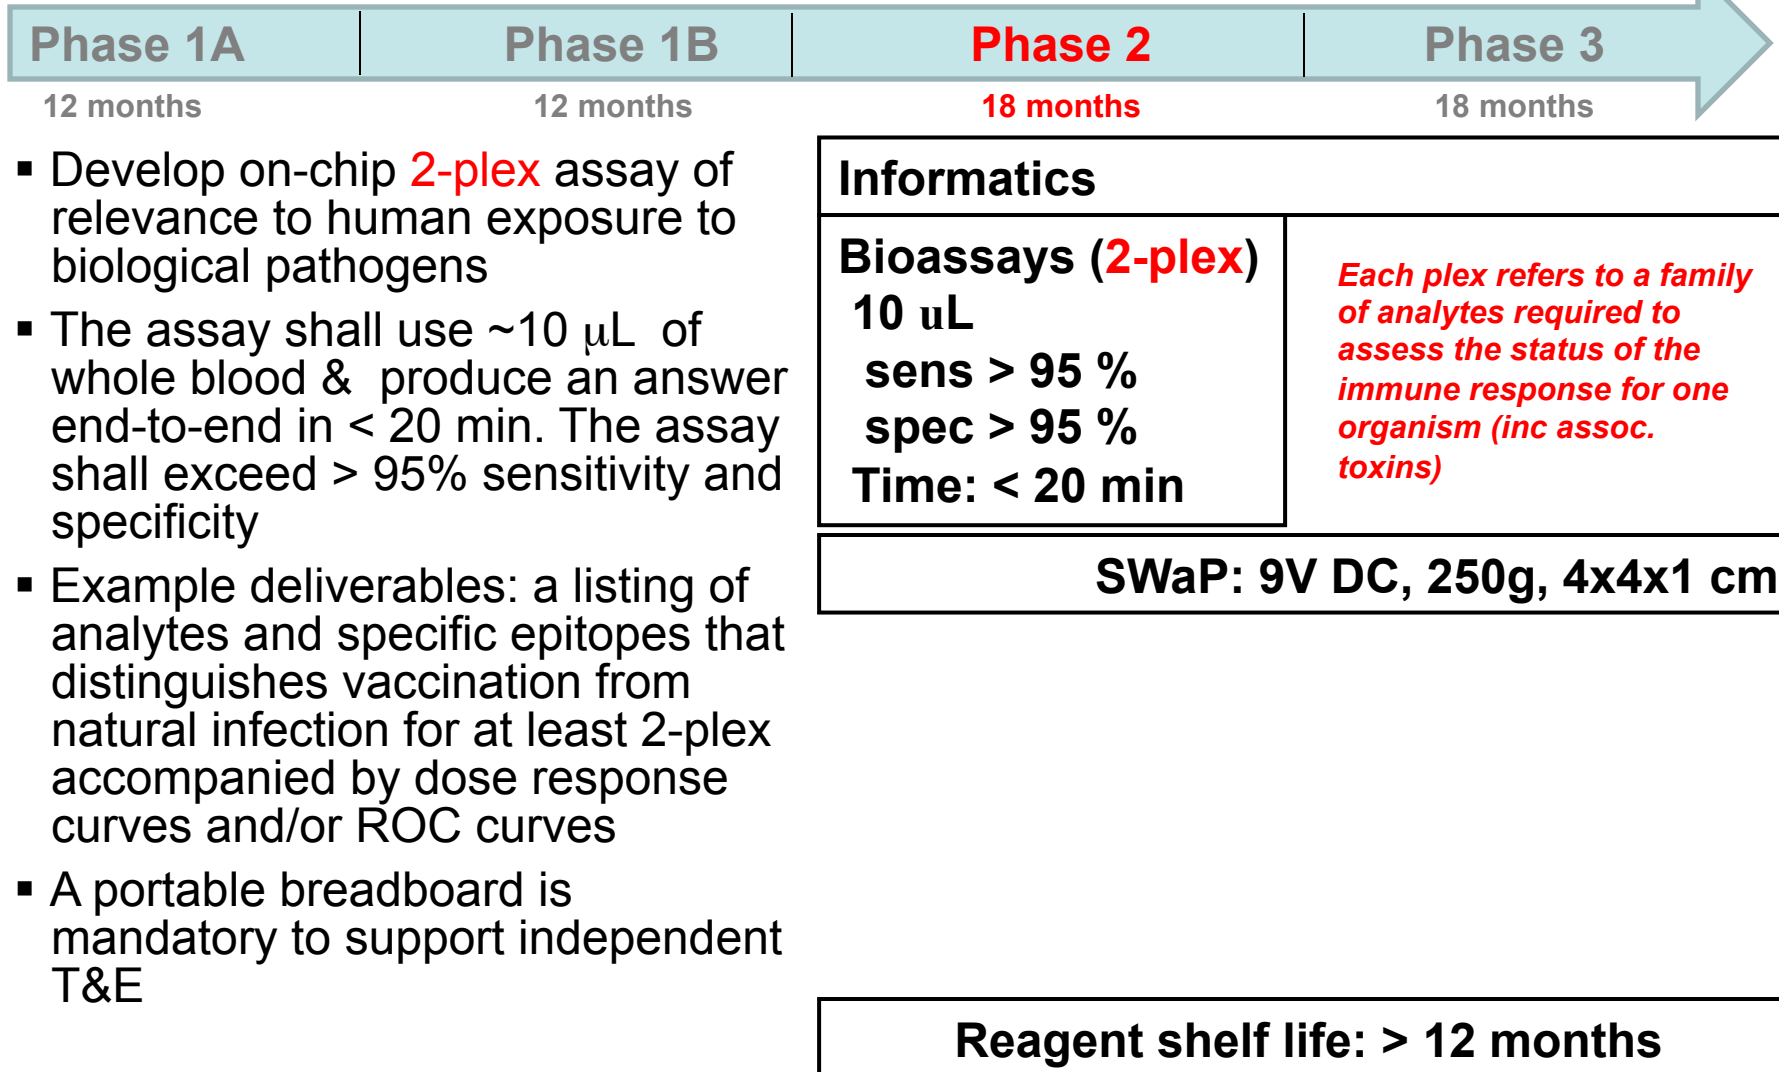 Phase 1A
Phase 1B
Phase 2
Phase 3
12 months
12 months
18 months
18 months
▪ Develop on-chip 2-plex assay of
relevance to human exposure to
biological pathogens
▪ The assay shall use ~10 μL of
whole blood & produce an answer
end-to-end in < 20 min. The assay
shall exceed > 95% sensitivity and
specificity
▪ Example deliverables: a listing of
analytes and specific epitopes that
distinguishes vaccination from
natural infection for at least 2-plex
accompanied by dose response
curves and/or ROC curves
▪ A portable breadboard is
mandatory to support independent
T&E
Informatics
Bioassays (2-plex)
10 uL
sens > 95 %
spec > 95 %
Time: < 20 min
Each plex refers to a family
of analytes required to
assess the status of the
immune response for one
organism (inc assoc.
toxins)
SWaP: 9V DC, 250g, 4x4x1 cm
Reagent shelf life: > 12 months